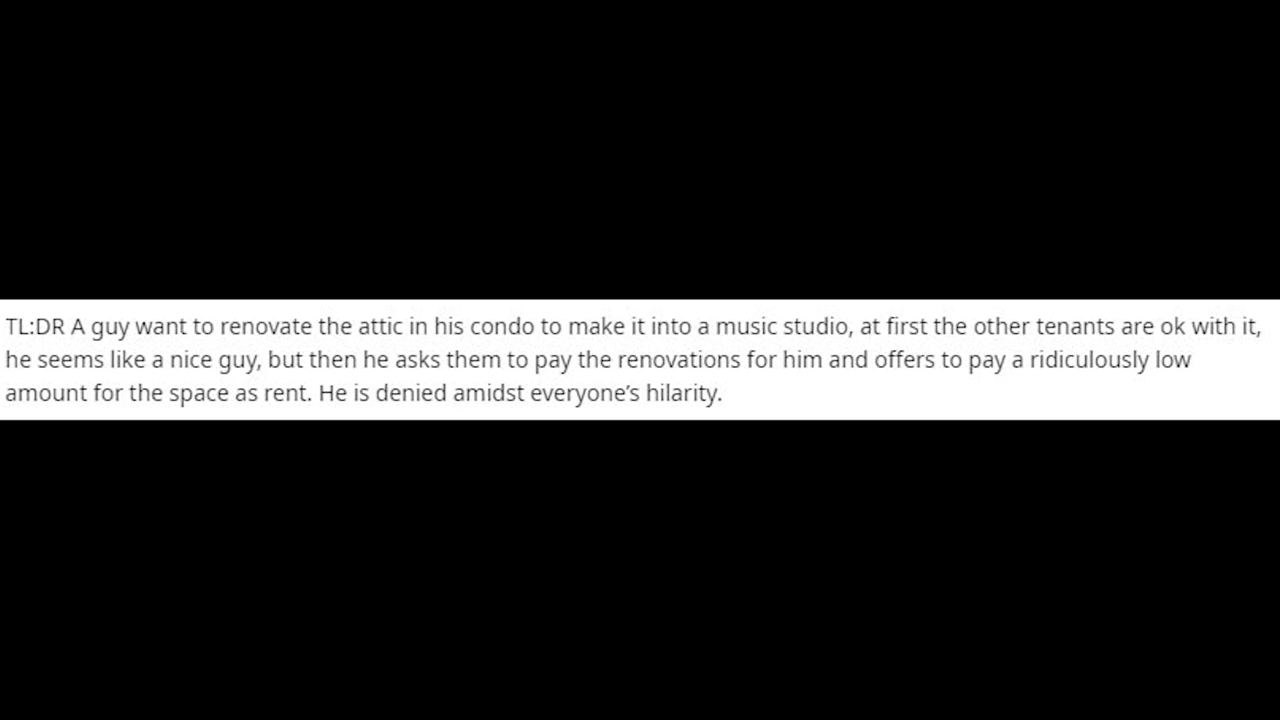 TL:DR A guy want to renovate the attic in his condo to make it into a music studio, at first the other tenants are ok with it,
he seems like a nice guy, but then he asks them to pay the renovations for him and offers to pay a ridiculously low
amount for the space as rent. He is denied amidst everyone’s hilarity.